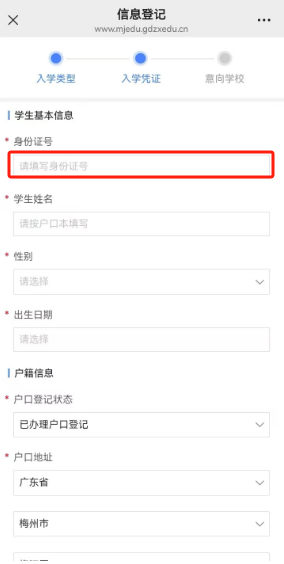 信息登记
www.mjedu.gdzxedu.cn
入学类型
入学凭证
意向学校
学生基本信息
* 身份证号
请填写身份证号
* 学生姓名
请按户口本填写
* 性别
请选择
* 出生日期
请选择
户籍信息
* 户口登记状态
已办理户口登记
* 户口地址
广东省
梅州市